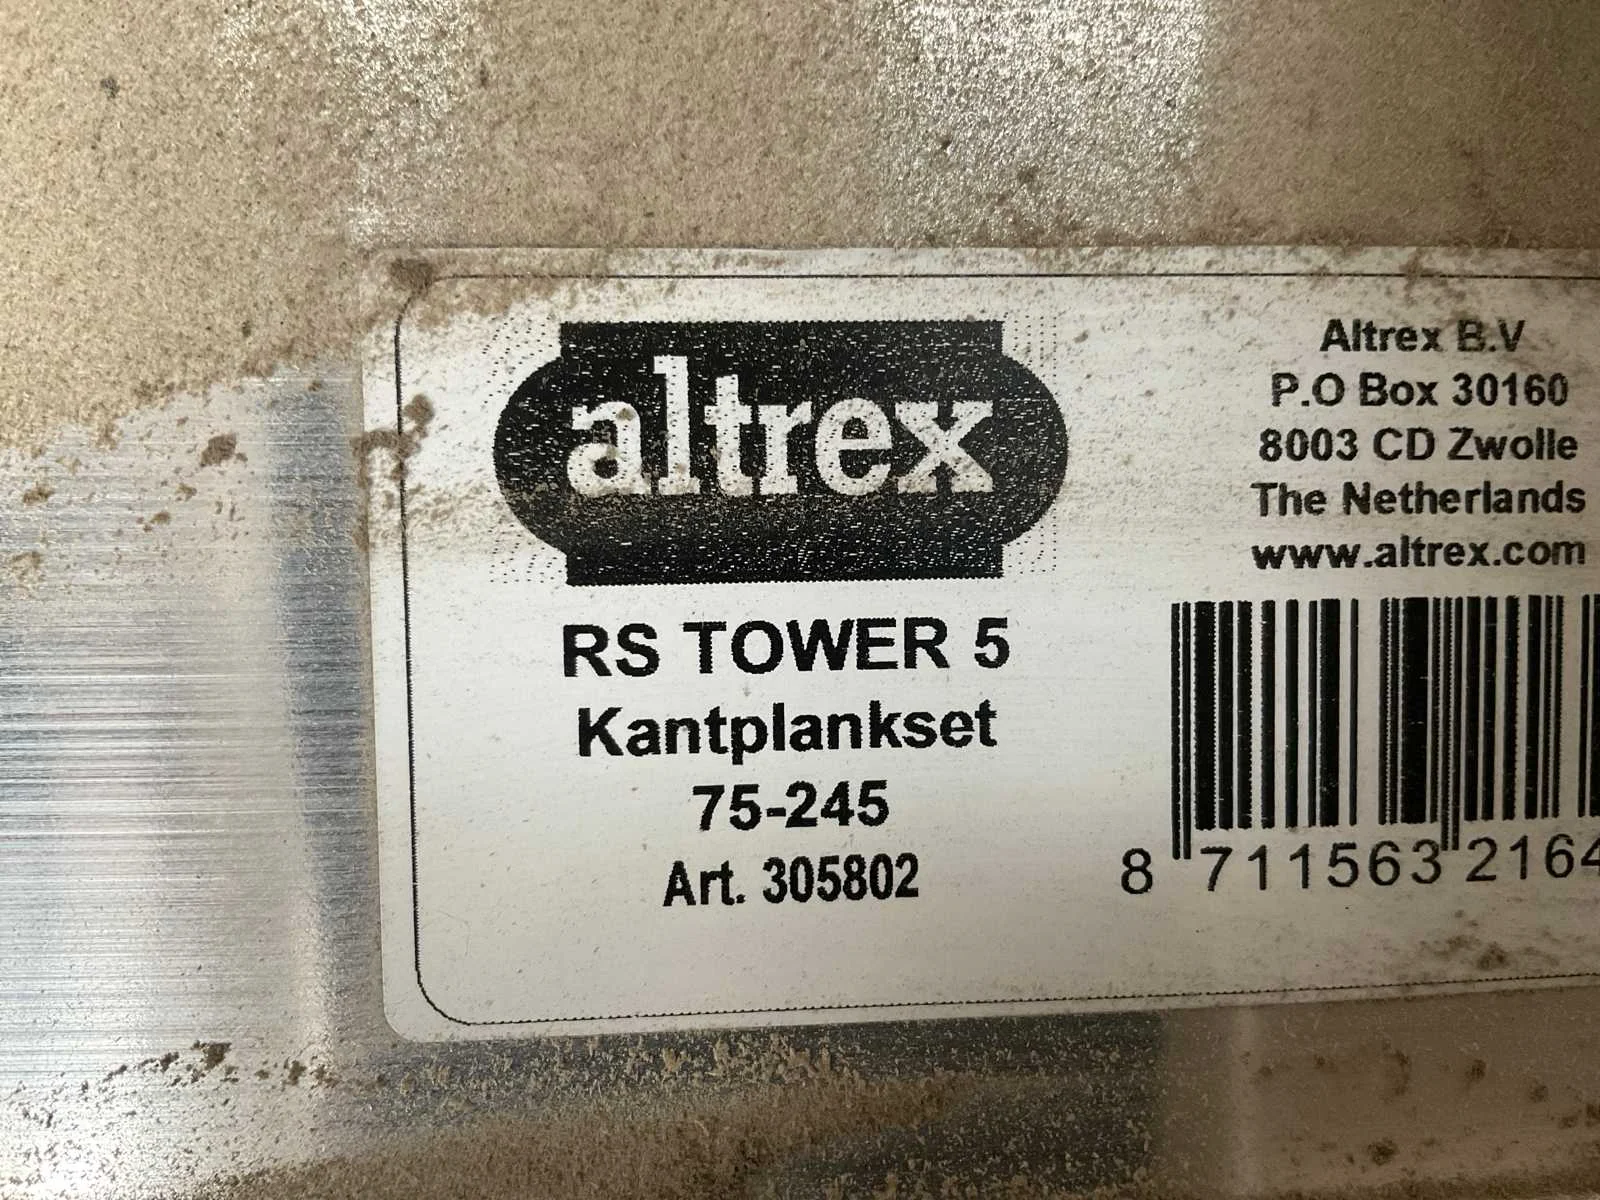 altrex
RS TOWER 5
Kantplankset
75-245
Art. 305802
Altrex B.V
P.O Box 30160
8003 CD Zwolle
The Netherlands
www.altrex.com
8 711563 2164